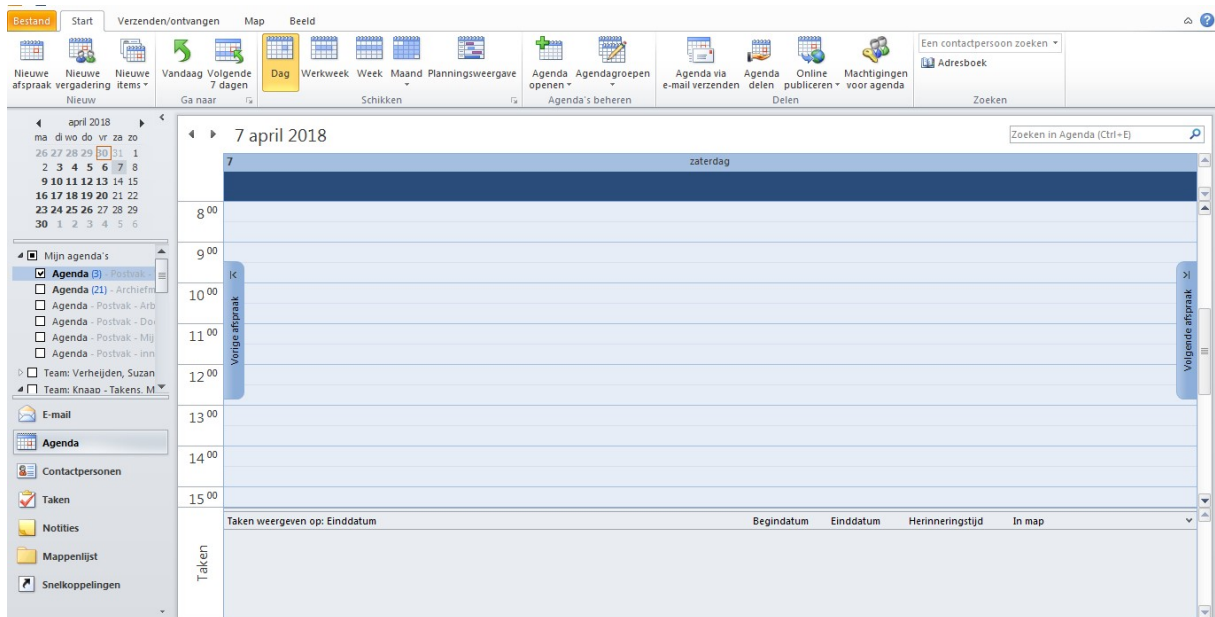 Bestand Start Verzenden/ontvangen Map Beeld
Nieuwe afspraak Nieuwe vergadering Nieuwe items Vandaag Volgende 7 dagen Dag Werkweek Week Maand Planningsweergave Agenda openen Agendagroepen Agenda via e-mail verzenden Agenda delen Online publiceren Machtigingen voor agenda Een contactpersoon zoeken
Adresboek
Nieuw Ga naar Schikken Agenda's beheren Delen Zoeken
april 2018
ma di wo do vr za zo
26 27 28 29 30 31 1
2 3 4 5 6 7 8
9 10 11 12 13 14 15
16 17 18 19 20 21 22
23 24 25 26 27 28 29
30 1 2 3 4 5 6
Mijn agenda's
Agenda (3) - Postvak -
Agenda (21) - Archiefm
Agenda - Postvak - Arb
Agenda - Postvak - Do
Agenda - Postvak - Mij
Agenda - Postvak - inn
Team: Verheijden, Suzan
Team: Knaap - Takens, M
E-mail
Agenda
Contactpersonen
Taken
Notities
Mappenlijst
Snelkoppelingen
7 april 2018
Zoeken in Agenda (Ctrl+E)
7 zaterdag
8 00
9 00
10 00
11 00
12 00
13 00
14 00
15 00
Vorige afspraak
Volgende afspraak
Taken
Taken weergeven op: Einddatum Begindatum Einddatum Herinneringstijd In map